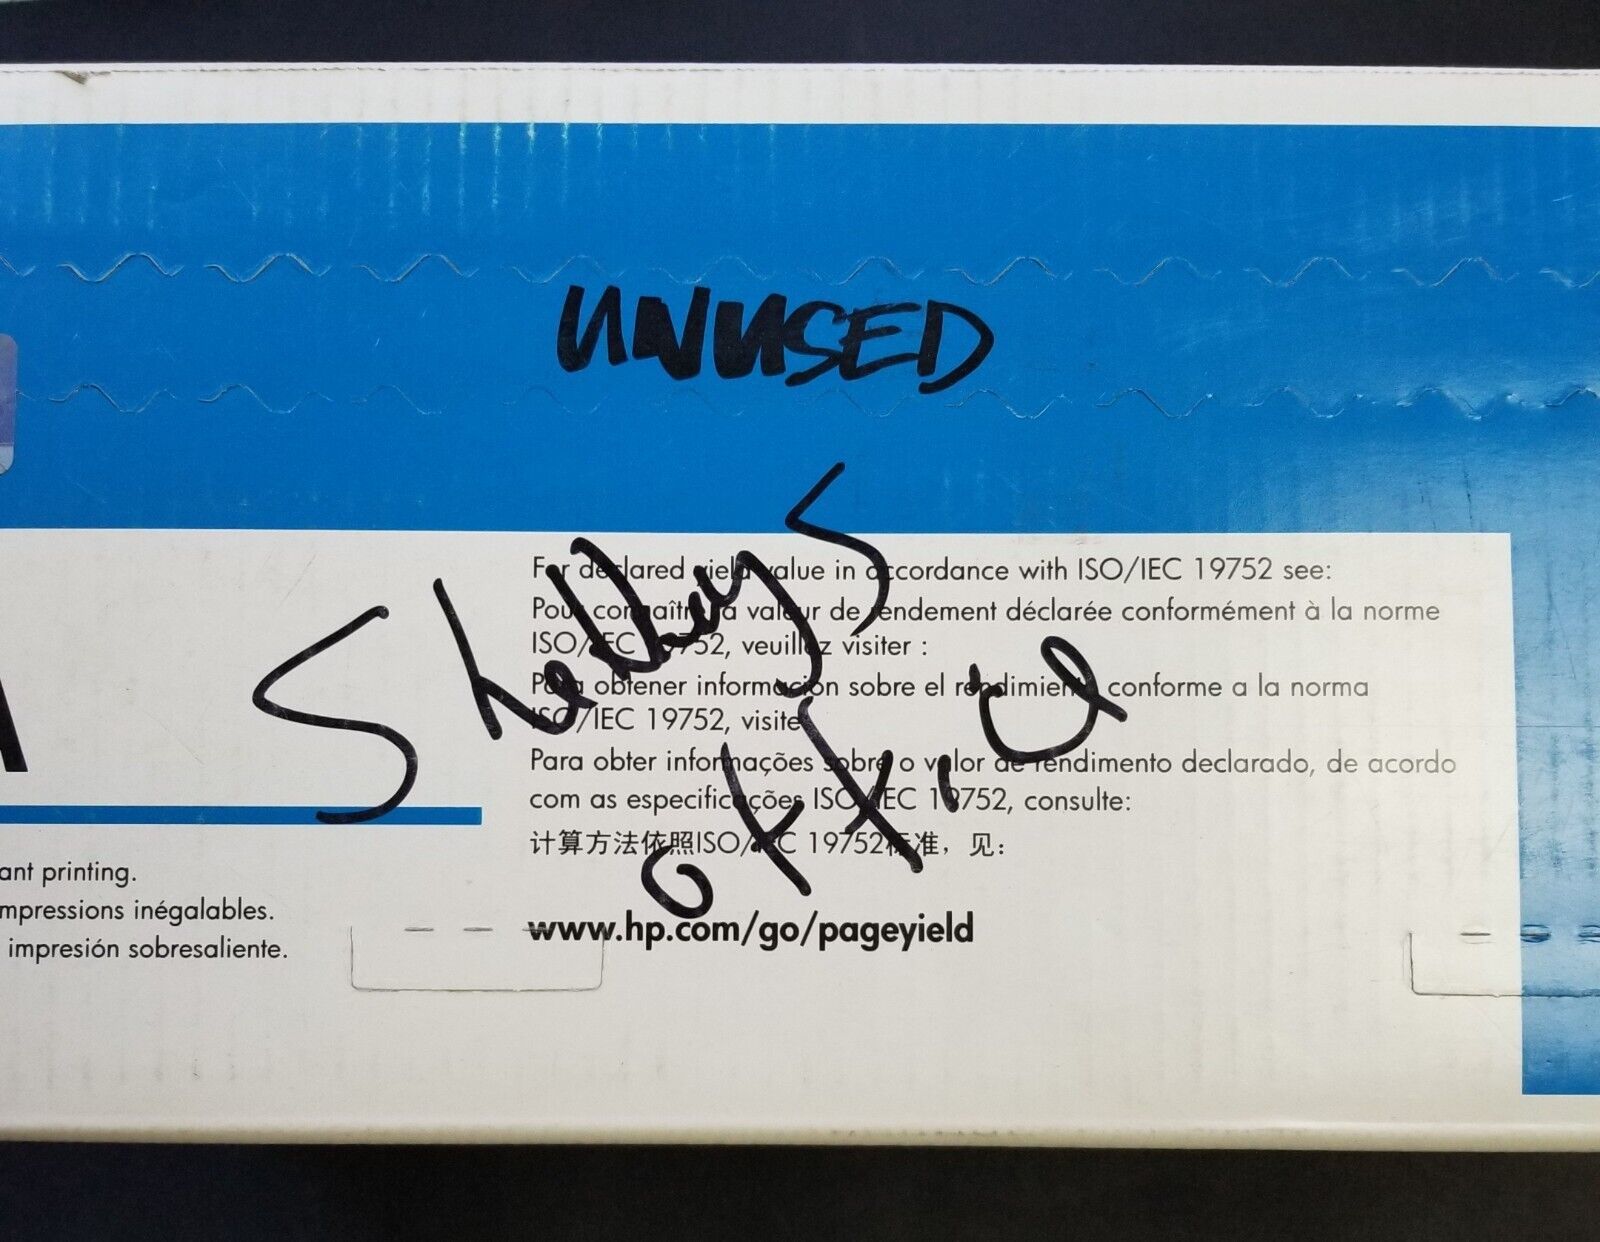 UNUSED
Shelleys
office
For declared yield value in accordance with ISO/IEC 19752 see:
Pour connaître la valeur de rendement déclarée conformément à la norme
ISO/IEC 19752, veuillez visiter :
Para obtener información sobre el rendimiento conforme a la norma
ISO/IEC 19752, visite
Para obter informações sobre o valor de rendimento declarado, de acordo
com as especificações ISO/IEC 19752, consulte:
计算方法依照ISO/IEC 19752标准，见：
www.hp.com/go/pageyield
ant printing.
mpressions inégalables.
impresión sobresaliente.